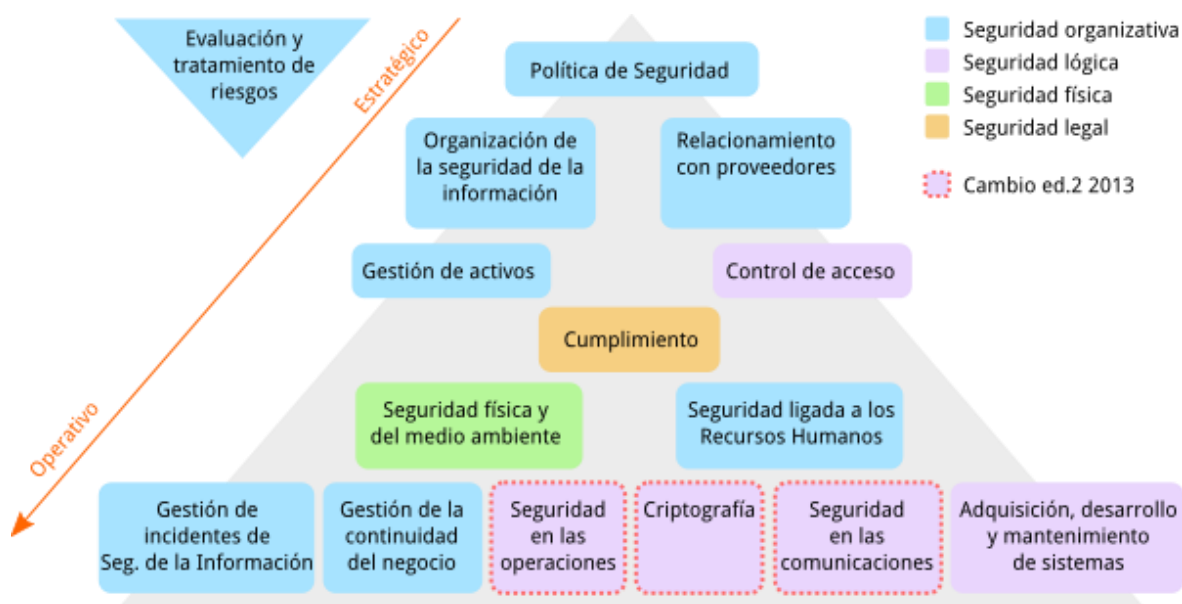 Evaluación y
tratamiento de
riesgos
Estratégico
Operativo
Política de Seguridad
Organización de
la seguridad de la
información
Relacionamiento
con proveedores
Gestión de activos
Control de acceso
Cumplimiento
Seguridad física y
del medio ambiente
Seguridad ligada a los
Recursos Humanos
Gestión de
incidentes de
Seg. de la Información
Gestión de la
continuidad
del negocio
Seguridad
en las
operaciones
Criptografía
Seguridad
en las
comunicaciones
Adquisición, desarrollo
y mantenimiento
de sistemas
Seguridad organizativa
Seguridad lógica
Seguridad física
Seguridad legal
Cambio ed.2 2013